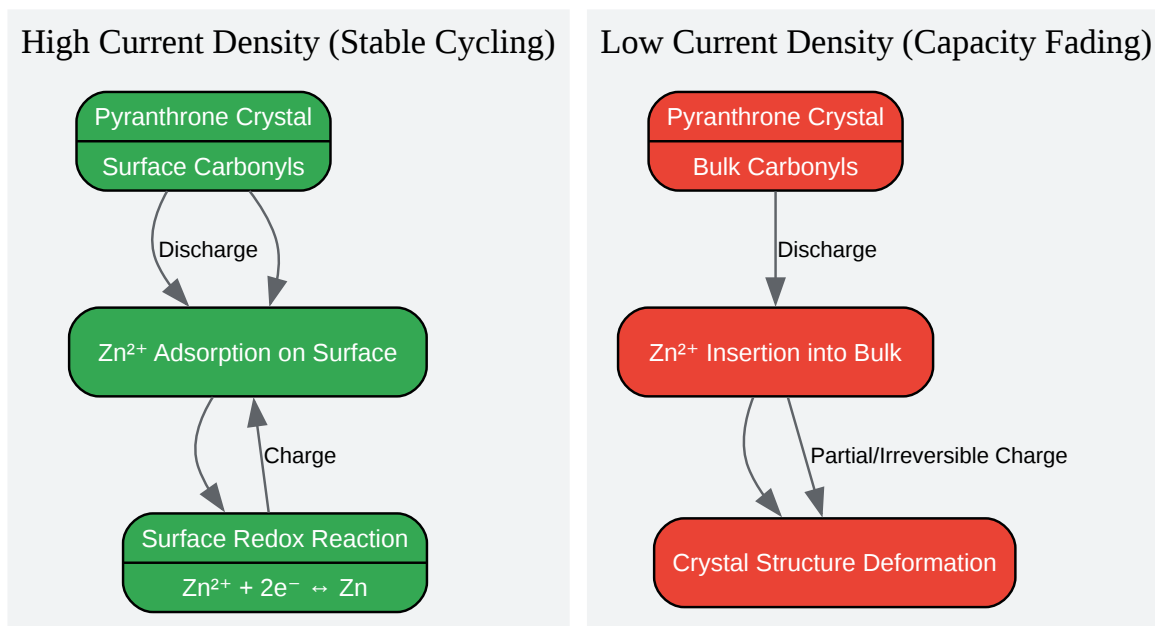 High Current Density (Stable Cycling)
Pyranthrone Crystal
Surface Carbonyls
Discharge
Zn²⁺ Adsorption on Surface
Charge
Surface Redox Reaction
Zn²⁺ + 2e⁻ ↔ Zn
Low Current Density (Capacity Fading)
Pyranthrone Crystal
Bulk Carbonyls
Discharge
Zn²⁺ Insertion into Bulk
Partial/Irreversible Charge
Crystal Structure Deformation